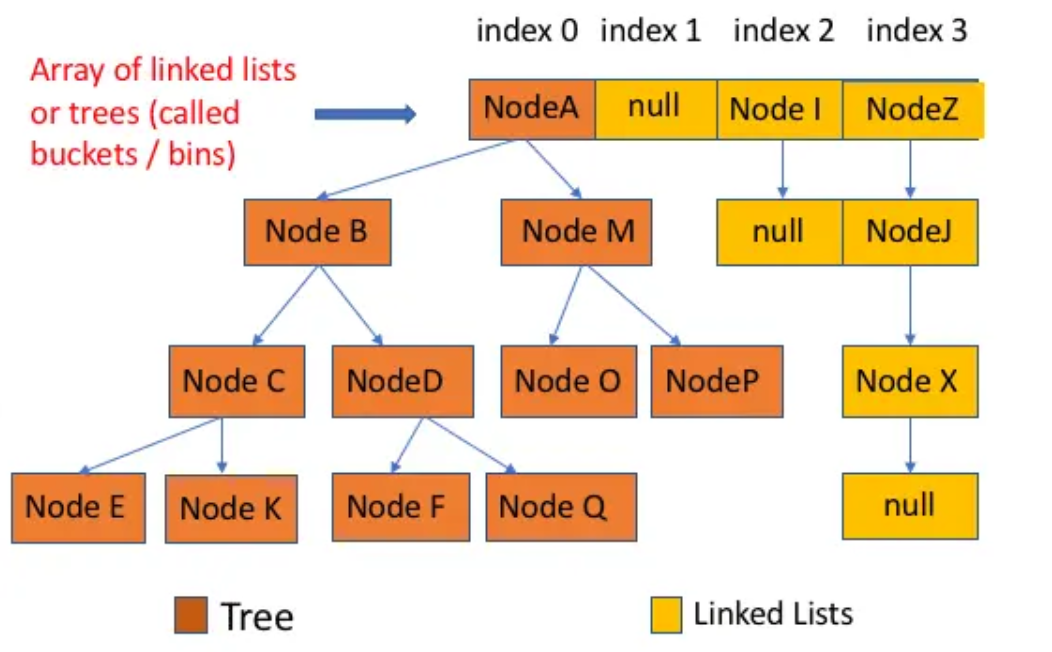 index 0 index 1 index 2 index 3
Array of linked lists
or trees (called
buckets / bins)
NodeA null Node I NodeZ
Node B Node M null NodeJ
Node C NodeD Node O NodeP Node X
Node E Node K Node F Node Q null
Tree Linked Lists